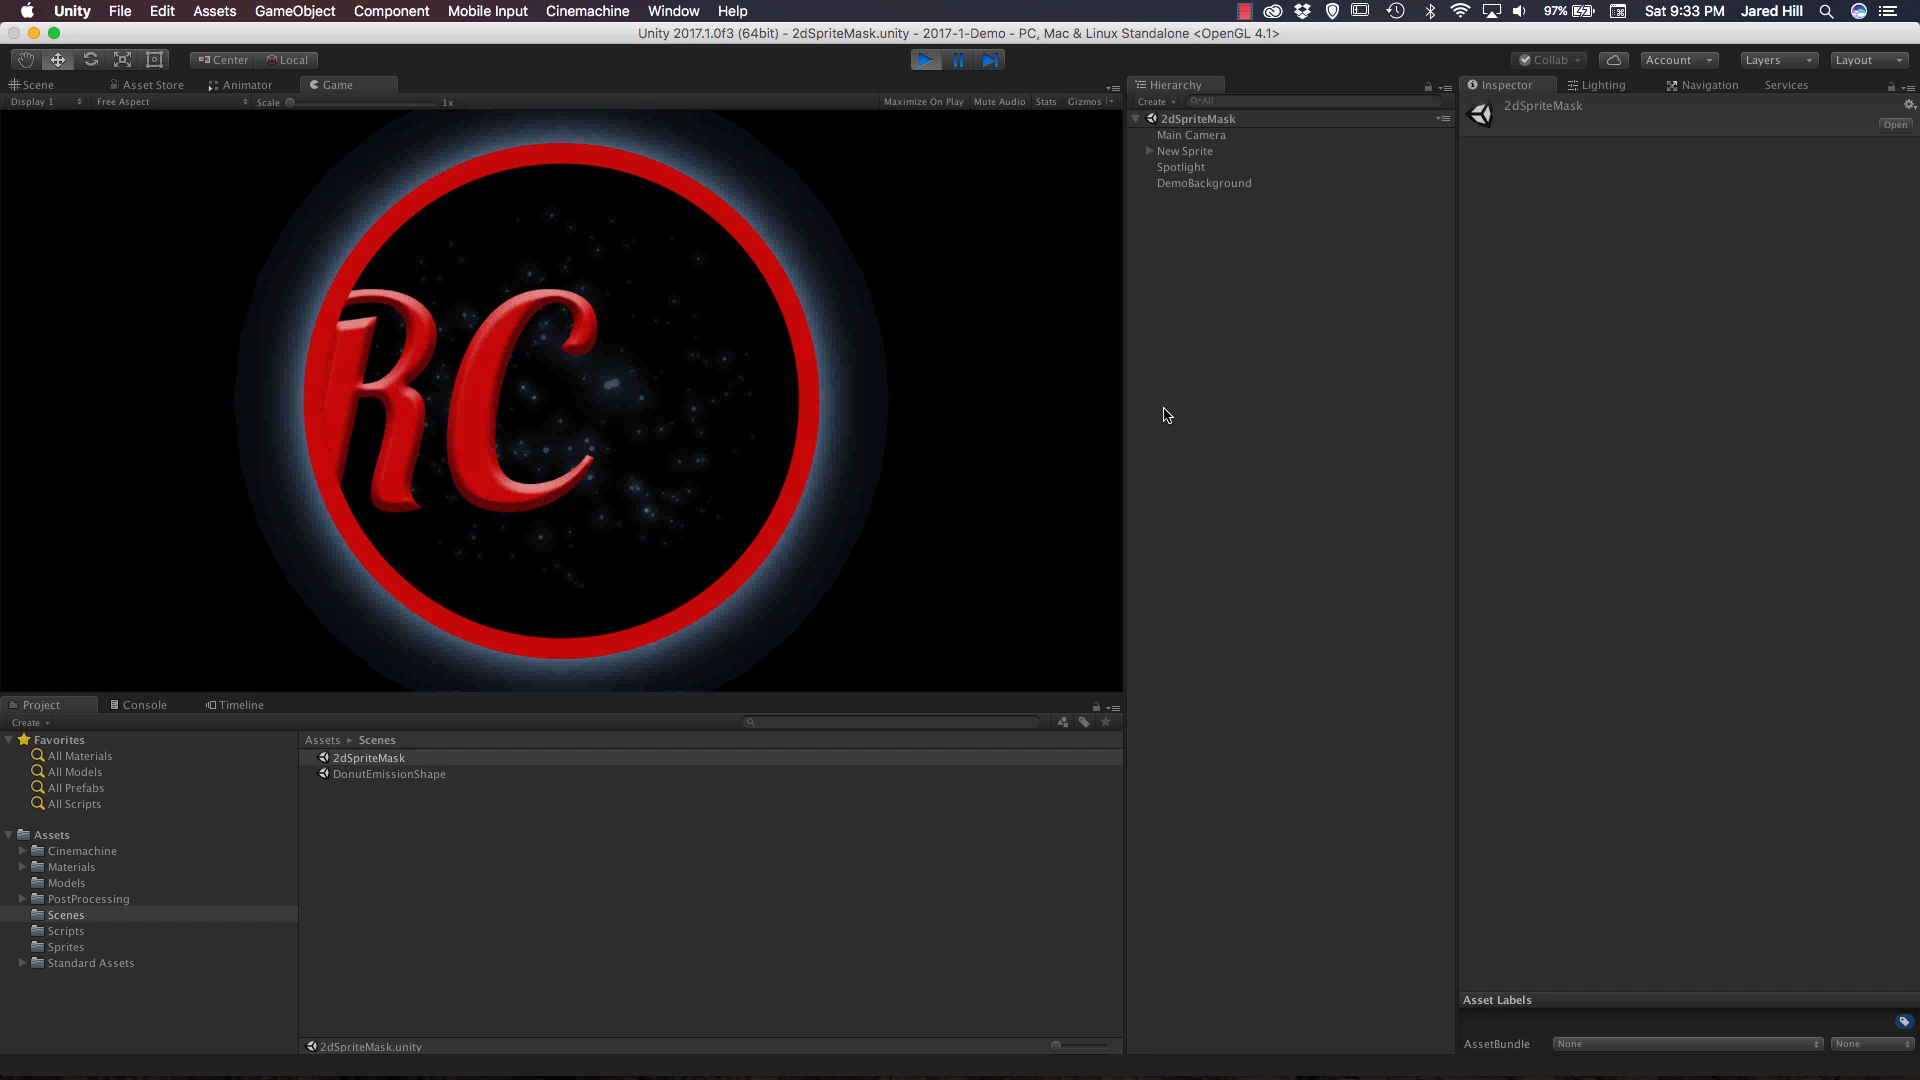 Unity File Edit Assets GameObject Component Mobile Input Cinemachine Window Help 97% Sat 9:33 PM Jared Hill
Unity 2017.1.0f3 (64bit) - 2dSpriteMask.unity - 2017-1-Demo - PC, Mac & Linux Standalone <OpenGL 4.1>
Center Local Collab Account Layers Layout
Scene Asset Store Animator Game Hierarchy Inspector Lighting Navigation Services
Display 1 Free Aspect Scale 1x Maximize On Play Mute Audio Stats Gizmos Create All
2dSpriteMask
Open
2dSpriteMask
Main Camera
New Sprite
Spotlight
DemoBackground
RC
Project Console Timeline
Create
Favorites
All Materials
All Models
All Prefabs
All Scripts
Assets
Cinemachine
Materials
Models
PostProcessing
Scenes
Scripts
Sprites
Standard Assets
Assets Scenes
2dSpriteMask
DonutEmissionShape
2dSpriteMask.unity
Asset Labels
AssetBundle None None